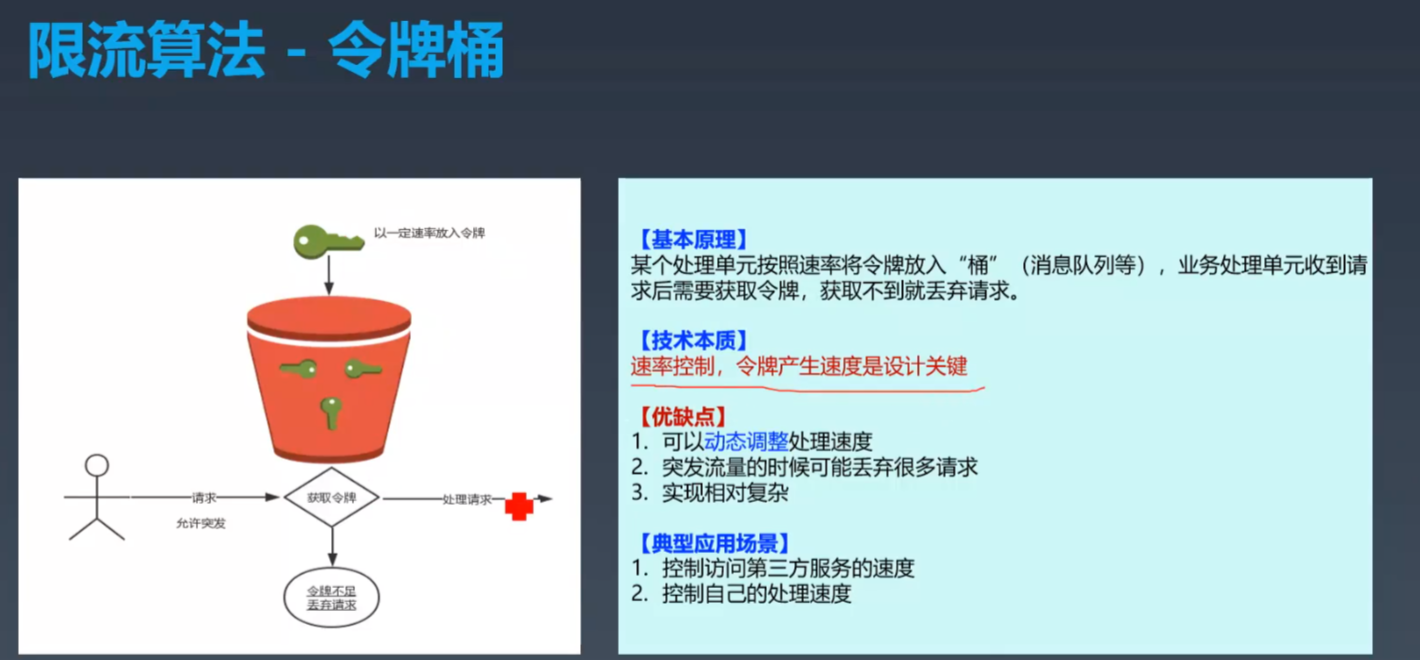 限流算法 - 令牌桶
以一定速率放入令牌
请求
允许突发
获取令牌
处理请求
令牌不足
丢弃请求
【基本原理】
某个处理单元按照速率将令牌放入“桶”（消息队列等），业务处理单元收到请
求后需要获取令牌，获取不到就丢弃请求。
【技术本质】
速率控制，令牌产生速度是设计关键
【优缺点】
1. 可以动态调整处理速度
2. 突发流量的时候可能丢弃很多请求
3. 实现相对复杂
【典型应用场景】
1. 控制访问第三方服务的速度
2. 控制自己的处理速度